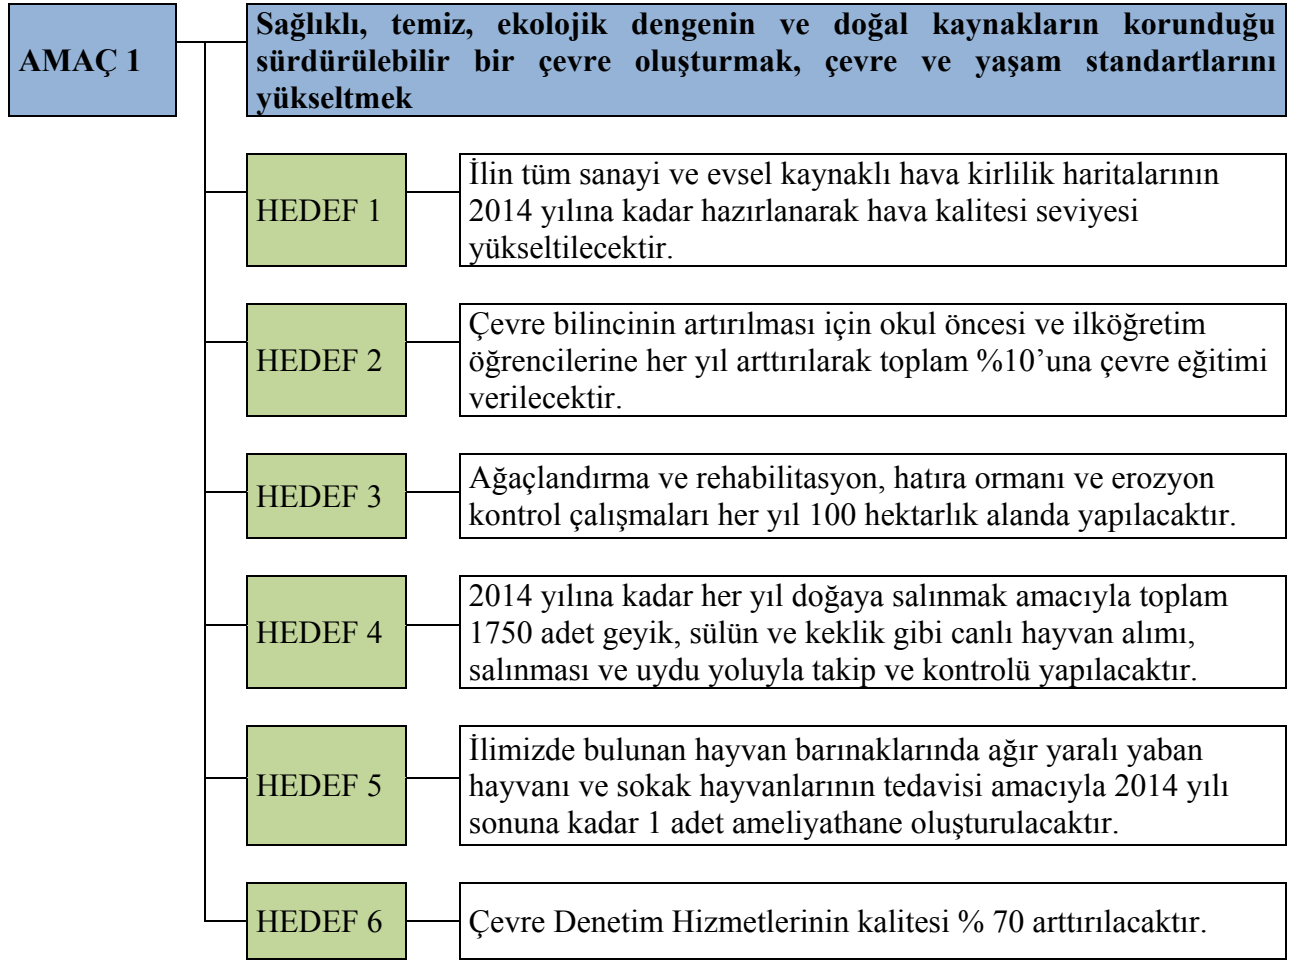 AMAÇ 1
Sağlıklı, temiz, ekolojik dengenin ve doğal kaynakların korunduğu
sürdürülebilir bir çevre oluşturmak, çevre ve yaşam standartlarını
yükseltmek
HEDEF 1
İlin tüm sanayi ve evsel kaynaklı hava kirlilik haritalarının
2014 yılına kadar hazırlanarak hava kalitesi seviyesi
yükseltilecektir.
HEDEF 2
Çevre bilincinin artırılması için okul öncesi ve ilköğretim
öğrencilerine her yıl arttırılarak toplam %10’una çevre eğitimi
verilecektir.
HEDEF 3
Ağaçlandırma ve rehabilitasyon, hatıra ormanı ve erozyon
kontrol çalışmaları her yıl 100 hektarlık alanda yapılacaktır.
HEDEF 4
2014 yılına kadar her yıl doğaya salınmak amacıyla toplam
1750 adet geyik, sülün ve keklik gibi canlı hayvan alımı,
salınması ve uydu yoluyla takip ve kontrolü yapılacaktır.
HEDEF 5
İlimizde bulunan hayvan barınaklarında ağır yaralı yaban
hayvanı ve sokak hayvanlarının tedavisi amacıyla 2014 yılı
sonuna kadar 1 adet ameliyathane oluşturulacaktır.
HEDEF 6
Çevre Denetim Hizmetlerinin kalitesi % 70 arttırılacaktır.